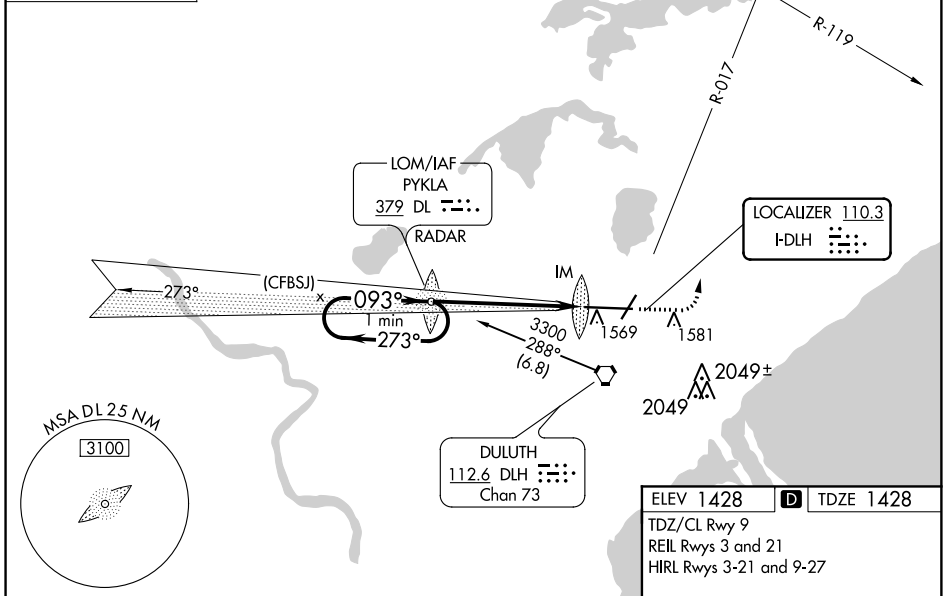 R-119
R-017
LOM/IAF
PYKLA
379 DL
RADAR
LOCALIZER 110.3
I-DLH
IM
(CFBSJ)
273°
x
093°
1 min
273°
3300
288°
(6.8)
1569
1581
2049±
2049
MSA DL 25 NM
3100
DULUTH
112.6 DLH
Chan 73
ELEV 1428 D TDZE 1428
TDZ/CL Rwy 9
REIL Rwys 3 and 21
HIRL Rwys 3-21 and 9-27